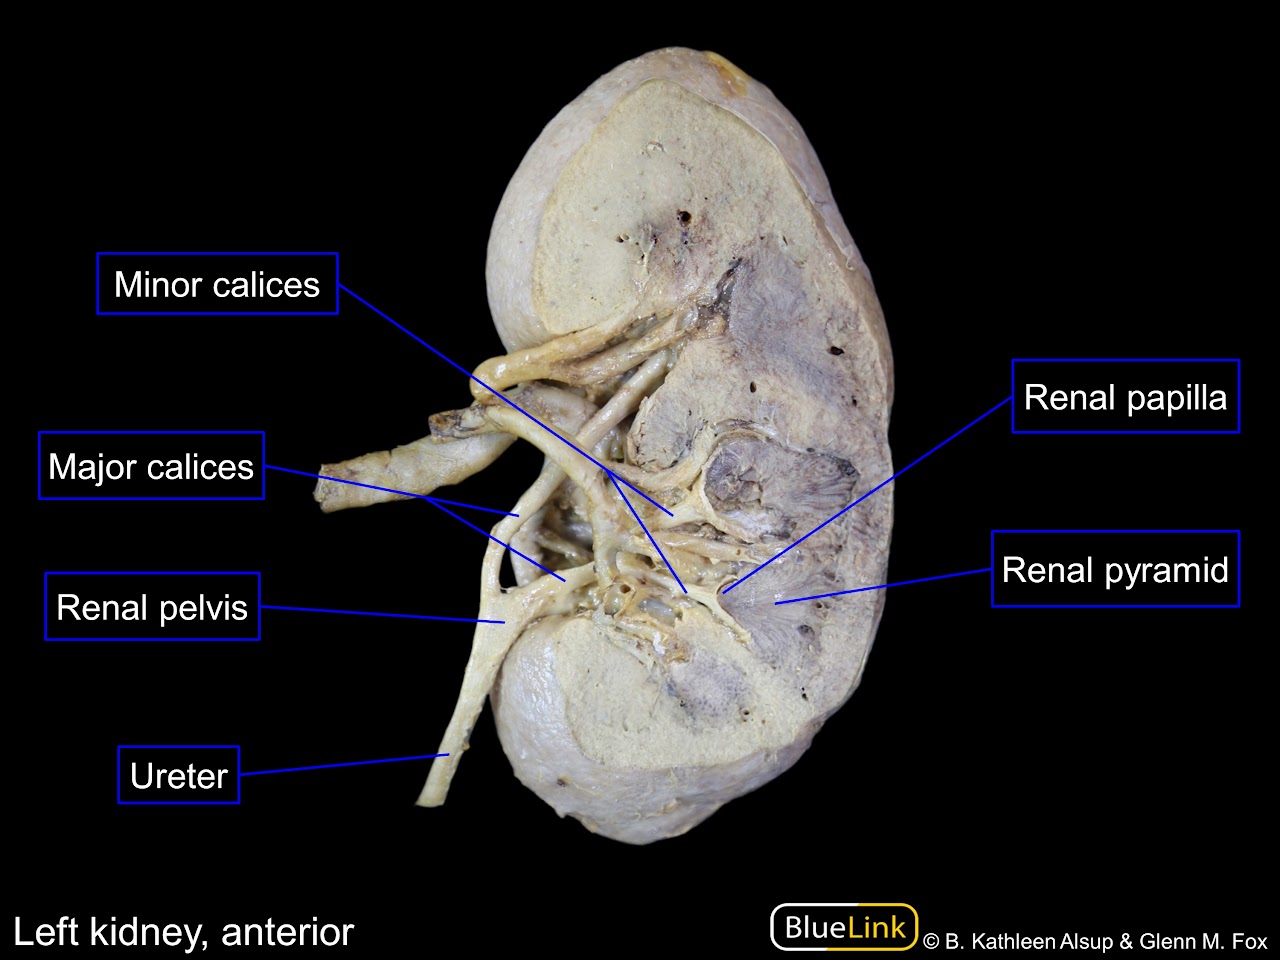 Minor calices
Major calices
Renal pelvis
Ureter
Renal papilla
Renal pyramid
Left kidney, anterior
BlueLink
© B. Kathleen Alsup & Glenn M. Fox